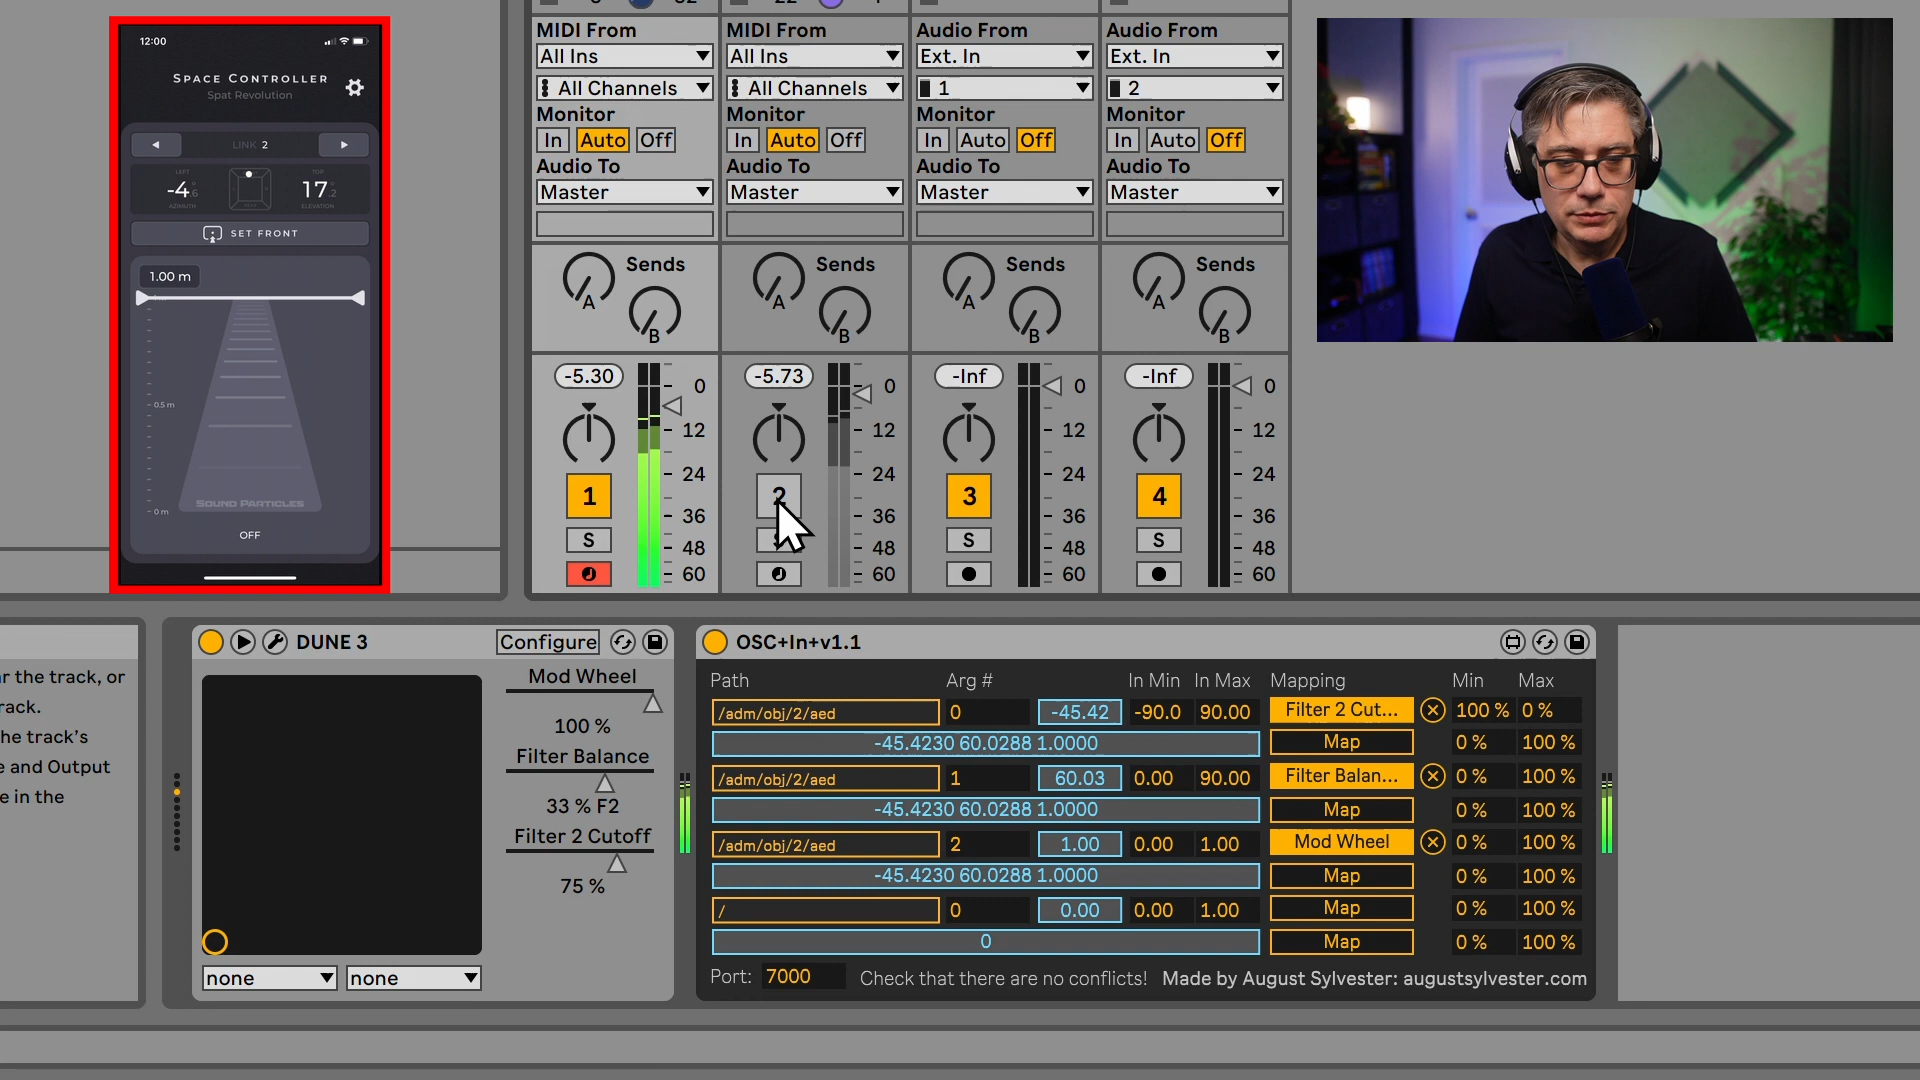 12:00
SPACE CONTROLLER
Spat Revolution
LINK 2
LEFT
-4.6
AZIMUTH
TOP
17.2
ELEVATION
SET FRONT
1.00 m
0.5 m
0 m
SOUND PARTICLES
OFF
MIDI From
All Ins
All Channels
Monitor
In Auto Off
Audio To
Master
Sends
A
B
-5.30
0
12
24
36
48
60
1
S
MIDI From
All Ins
All Channels
Monitor
In Auto Off
Audio To
Master
Sends
A
B
-5.73
0
12
24
36
48
60
2
Audio From
Ext. In
1
Monitor
In Auto Off
Audio To
Master
Sends
A
B
-Inf
0
12
24
36
48
60
3
S
Audio From
Ext. In
2
Monitor
In Auto Off
Audio To
Master
Sends
A
B
-Inf
0
12
24
36
48
60
4
S
r the track, or
rack.
he track's
e and Output
e in the
DUNE 3 Configure
Mod Wheel
100 %
Filter Balance
33 % F2
Filter 2 Cutoff
75 %
none none
OSC+In+v1.1
Path Arg # In Min In Max Mapping Min Max
/adm/obj/2/aed 0 -45.42 -90.0 90.00 Filter 2 Cut... 100 % 0 %
-45.4230 60.0288 1.0000 Map 0 % 100 %
/adm/obj/2/aed 1 60.03 0.00 90.00 Filter Balan... 0 % 100 %
-45.4230 60.0288 1.0000 Map 0 % 100 %
/adm/obj/2/aed 2 1.00 0.00 1.00 Mod Wheel 0 % 100 %
-45.4230 60.0288 1.0000 Map 0 % 100 %
/ 0 0.00 0.00 1.00 Map 0 % 100 %
0 Map 0 % 100 %
Port: 7000 Check that there are no conflicts! Made by August Sylvester: augustsylvester.com